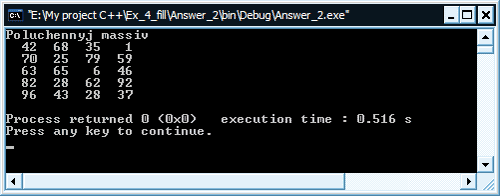 "E:\My project C++\Ex_4_fill\Answer_2\bin\Debug\Answer_2.exe"
Poluchennyj massiv
42 68 35 1
70 25 79 59
63 65 6 46
82 28 62 92
96 43 28 37
Process returned 0 (0x0) execution time : 0.516 s
Press any key to continue.